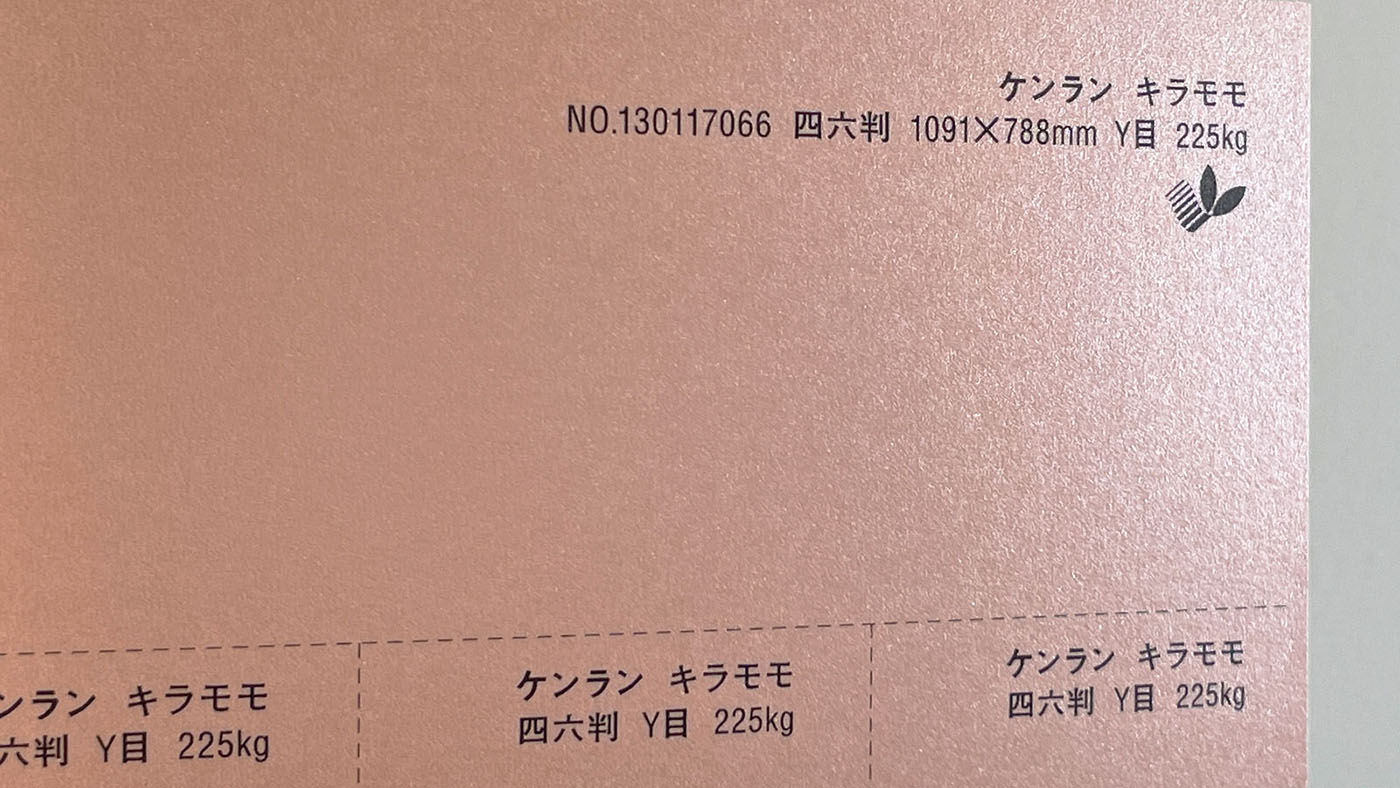 ケンラン キラモモ
NO.130117066 四六判 1091×788mm Y目 225kg
ンラン キラモモ
六判 Y目 225kg
ケンラン キラモモ
四六判 Y目 225kg
ケンラン キラモモ
四六判 Y目 225kg